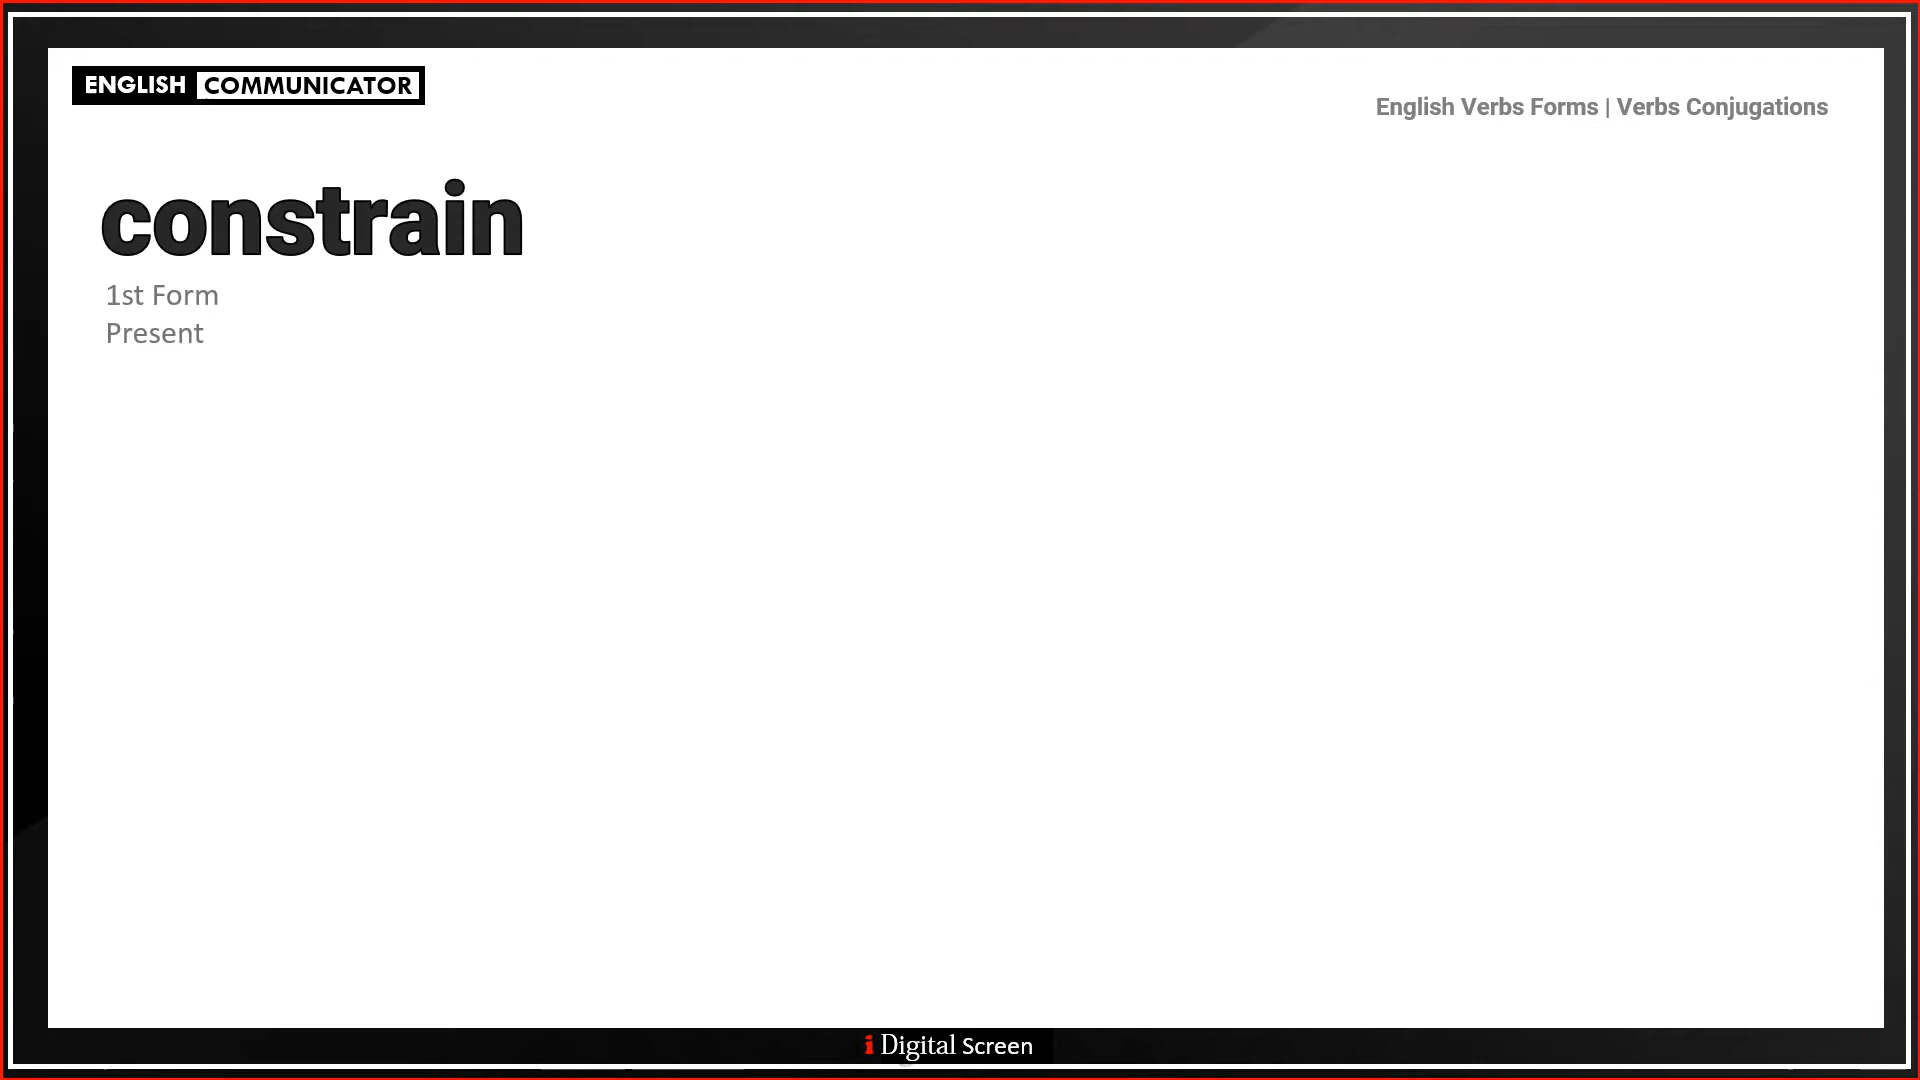 ENGLISH COMMUNICATOR
English Verbs Forms | Verbs Conjugations
constrain
1st Form
Present
i Digital Screen